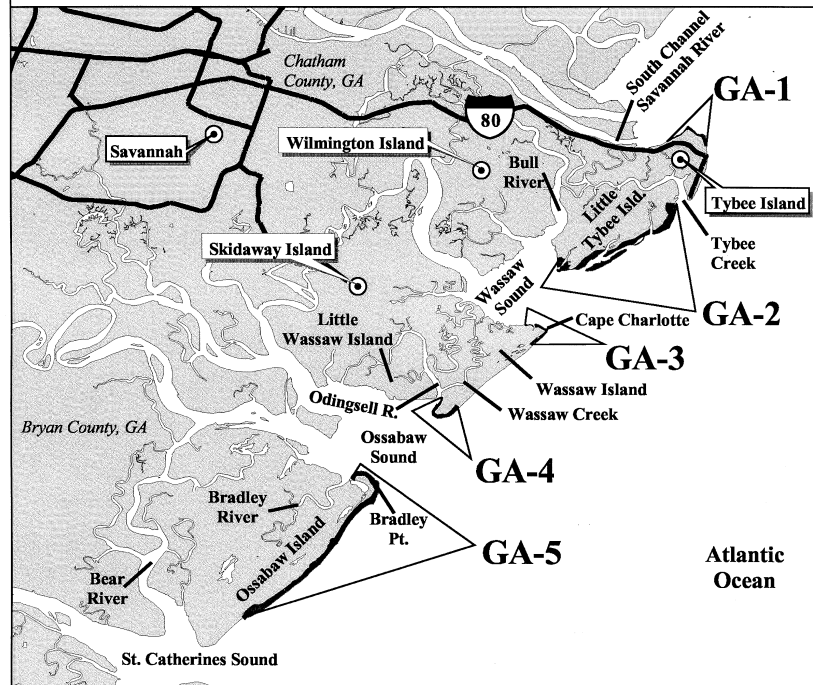 Chatham
County, GA
South Channel
Savannah River
GA-1
80
Savannah
Wilmington Island
Bull
River
Little
Tybee Isld.
Tybee Island
Tybee
Creek
Skidaway Island
Wassaw
Sound
GA-2
Cape Charlotte
Little
Wassaw Island
GA-3
Wassaw Island
Odingsell R.
Wassaw Creek
Bryan County, GA
Ossabaw
Sound
GA-4
Bradley
River
Bradley
Pt.
Ossabaw Island
GA-5
Atlantic
Ocean
Bear
River
St. Catherines Sound